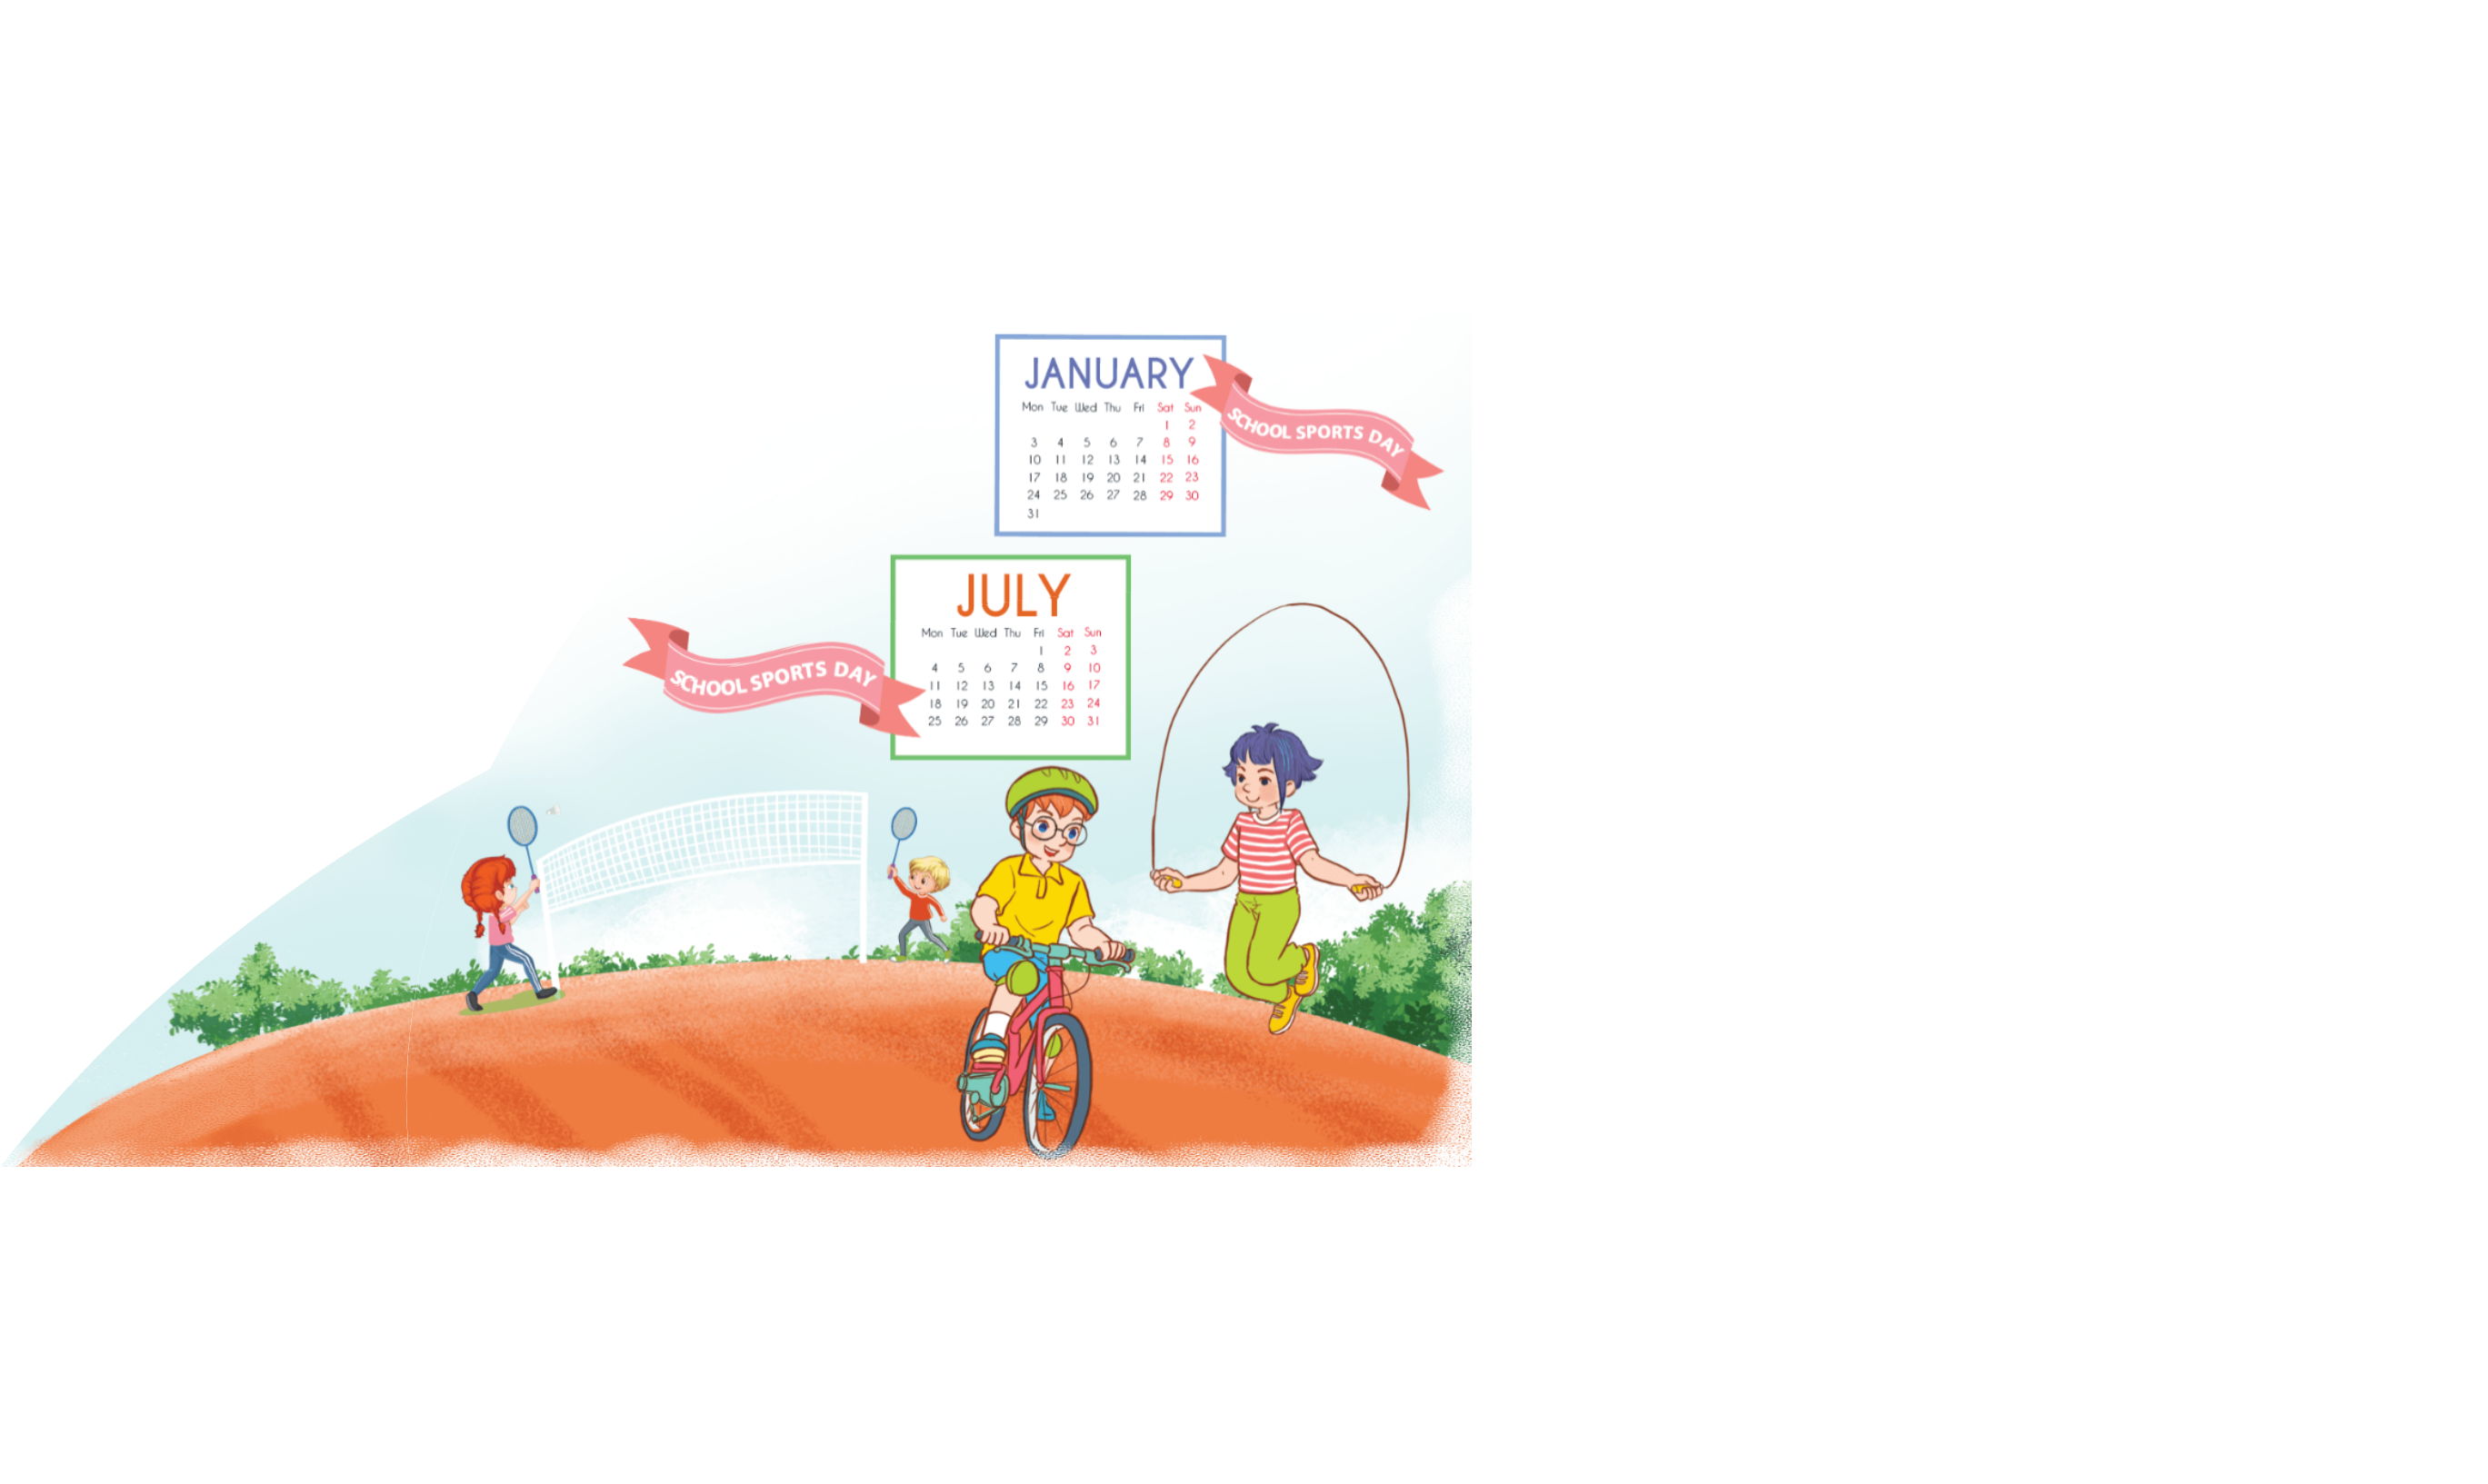 JANUARY
Mon Tue Wed Thu Fri Sat Sun
1 2
3 4 5 6 7 8 9
10 11 12 13 14 15 16
17 18 19 20 21 22 23
24 25 26 27 28 29 30
31
SCHOOL SPORTS DAY
JULY
Mon Tue Wed Thu Fri Sat Sun
1 2 3
4 5 6 7 8 9 10
11 12 13 14 15 16 17
18 19 20 21 22 23 24
25 26 27 28 29 30 31
SCHOOL SPORTS DAY